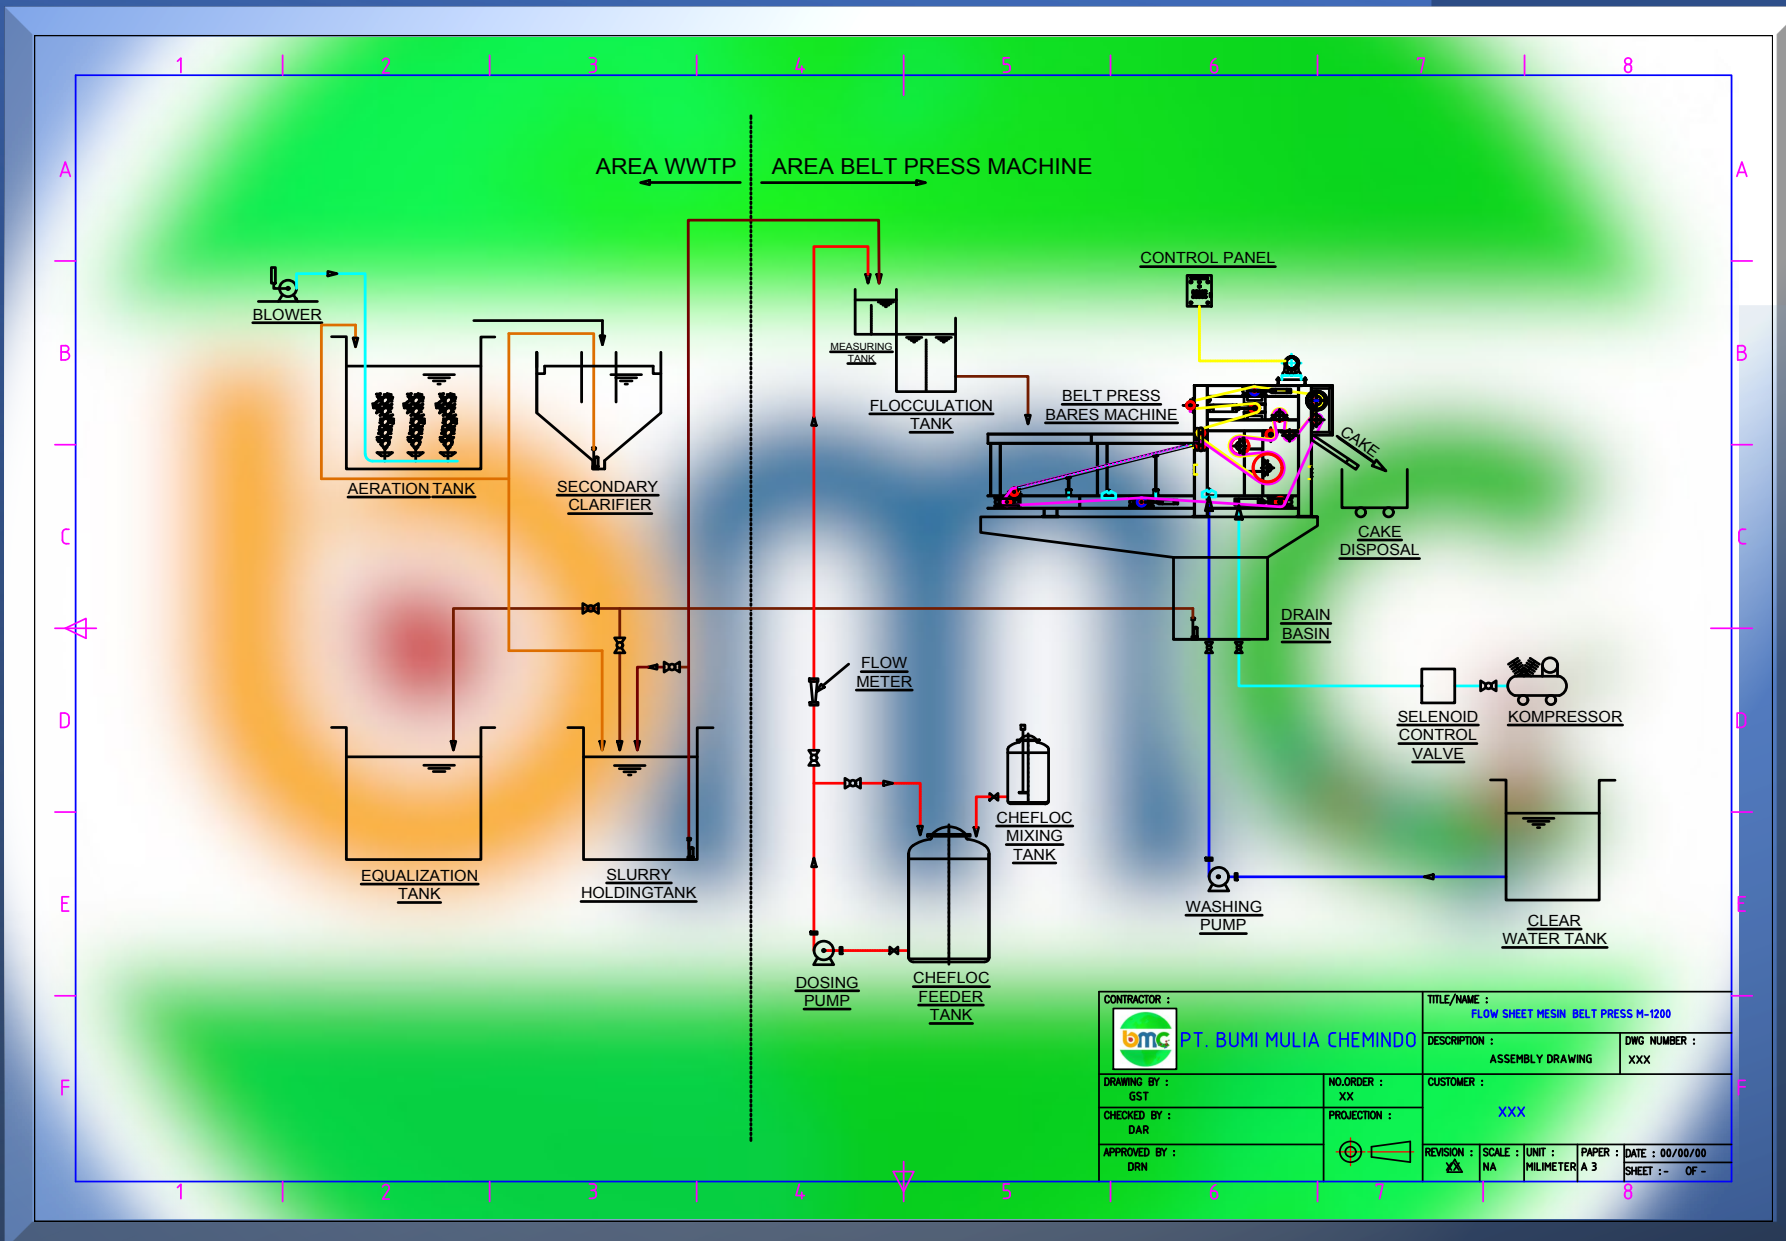 1 2 3 4 5 6 7 8
A A
AREA WWTP
AREA BELT PRESS MACHINE
CONTROL PANEL
BLOWER
B B
MEASURING
TANK
FLOCCULATION
TANK
BELT PRESS
BARES MACHINE
CAKE
AERATION TANK
SECONDARY
CLARIFIER
CAKE
DISPOSAL
C C
DRAIN
BASIN
FLOW
METER
SELENOID
CONTROL
VALVE
KOMPRESSOR
D D
CHEFLOC
MIXING
TANK
EQUALIZATION
TANK
SLURRY
HOLDINGTANK
E E
WASHING
PUMP
CLEAR
WATER TANK
DOSING
PUMP
CHEFLOC
FEEDER
TANK
CONTRACTOR :
bmc
PT. BUMI MULIA CHEMINDO
TITLE/NAME :
FLOW SHEET MESIN BELT PRESS M-1200
DESCRIPTION :
ASSEMBLY DRAWING
DWG NUMBER :
XXX
F F
DRAWING BY :
GST
NO.ORDER :
XX
CUSTOMER :
XXX
CHECKED BY :
DAR
PROJECTION :
APPROVED BY :
DRN
REVISION :
XX
SCALE :
NA
UNIT :
MILIMETER
PAPER :
A 3
DATE : 00/00/00
SHEET : - OF -
1 2 3 4 5 6 7 8